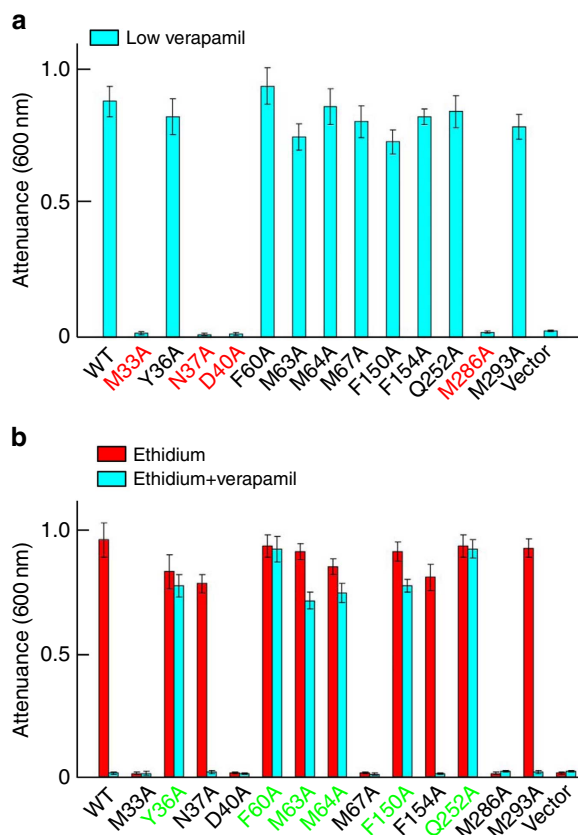 a
Low verapamil
1.0
0.5
0
Attenuance (600 nm)
WT M33A Y36A N37A D40A F60A M63A M64A M67A F150A F154A Q252A M286A M293A Vector
b
Ethidium
Ethidium+verapamil
1.0
0.5
0
Attenuance (600 nm)
WT M33A Y36A N37A D40A F60A M63A M64A M67A F150A F154A Q252A M286A M293A Vector